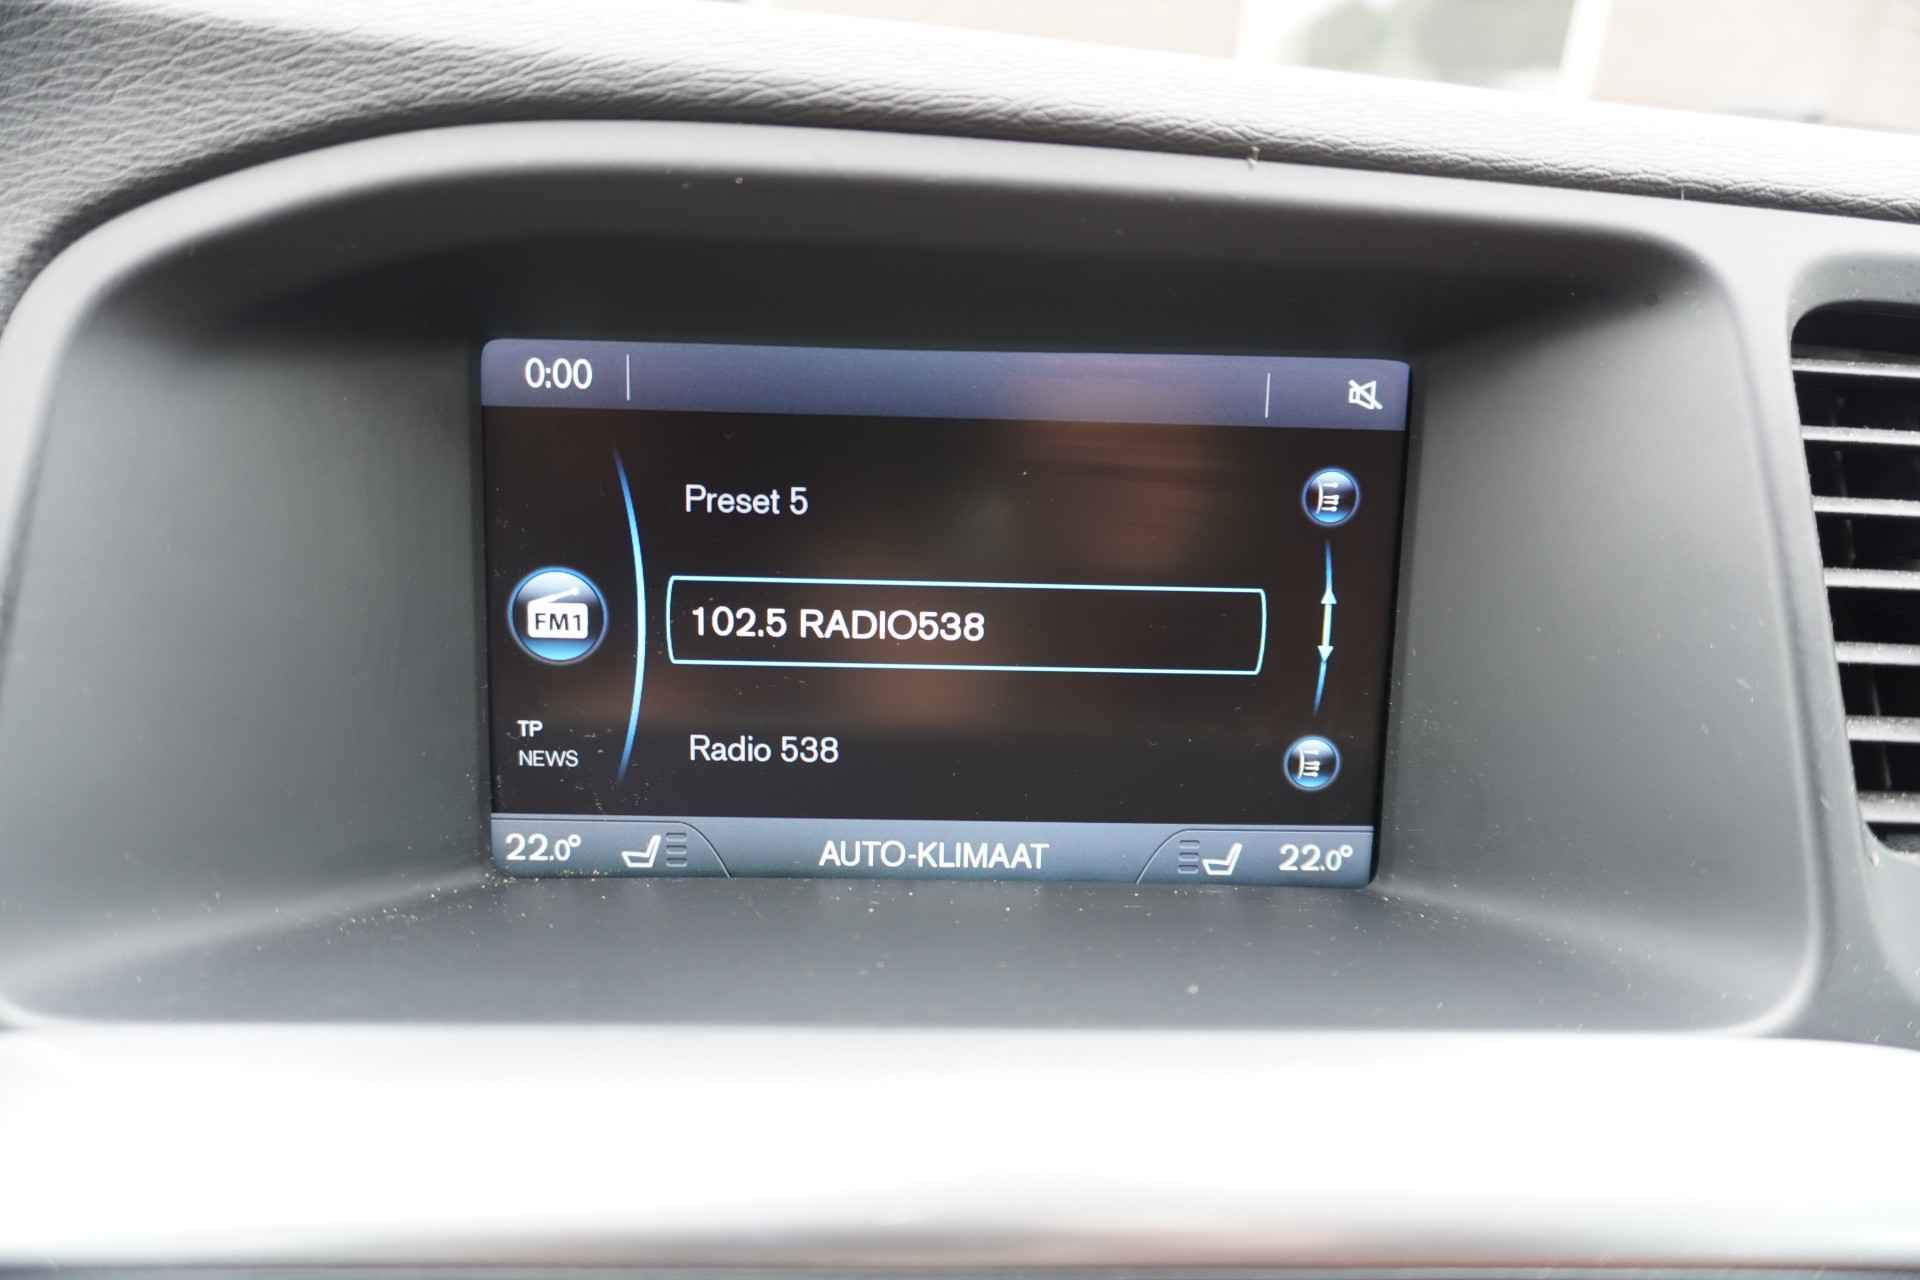 0:00
Preset 5
FM1
102.5 RADIO538
TP
NEWS
Radio 538
22.0° AUTO-KLIMAAT 22.0°